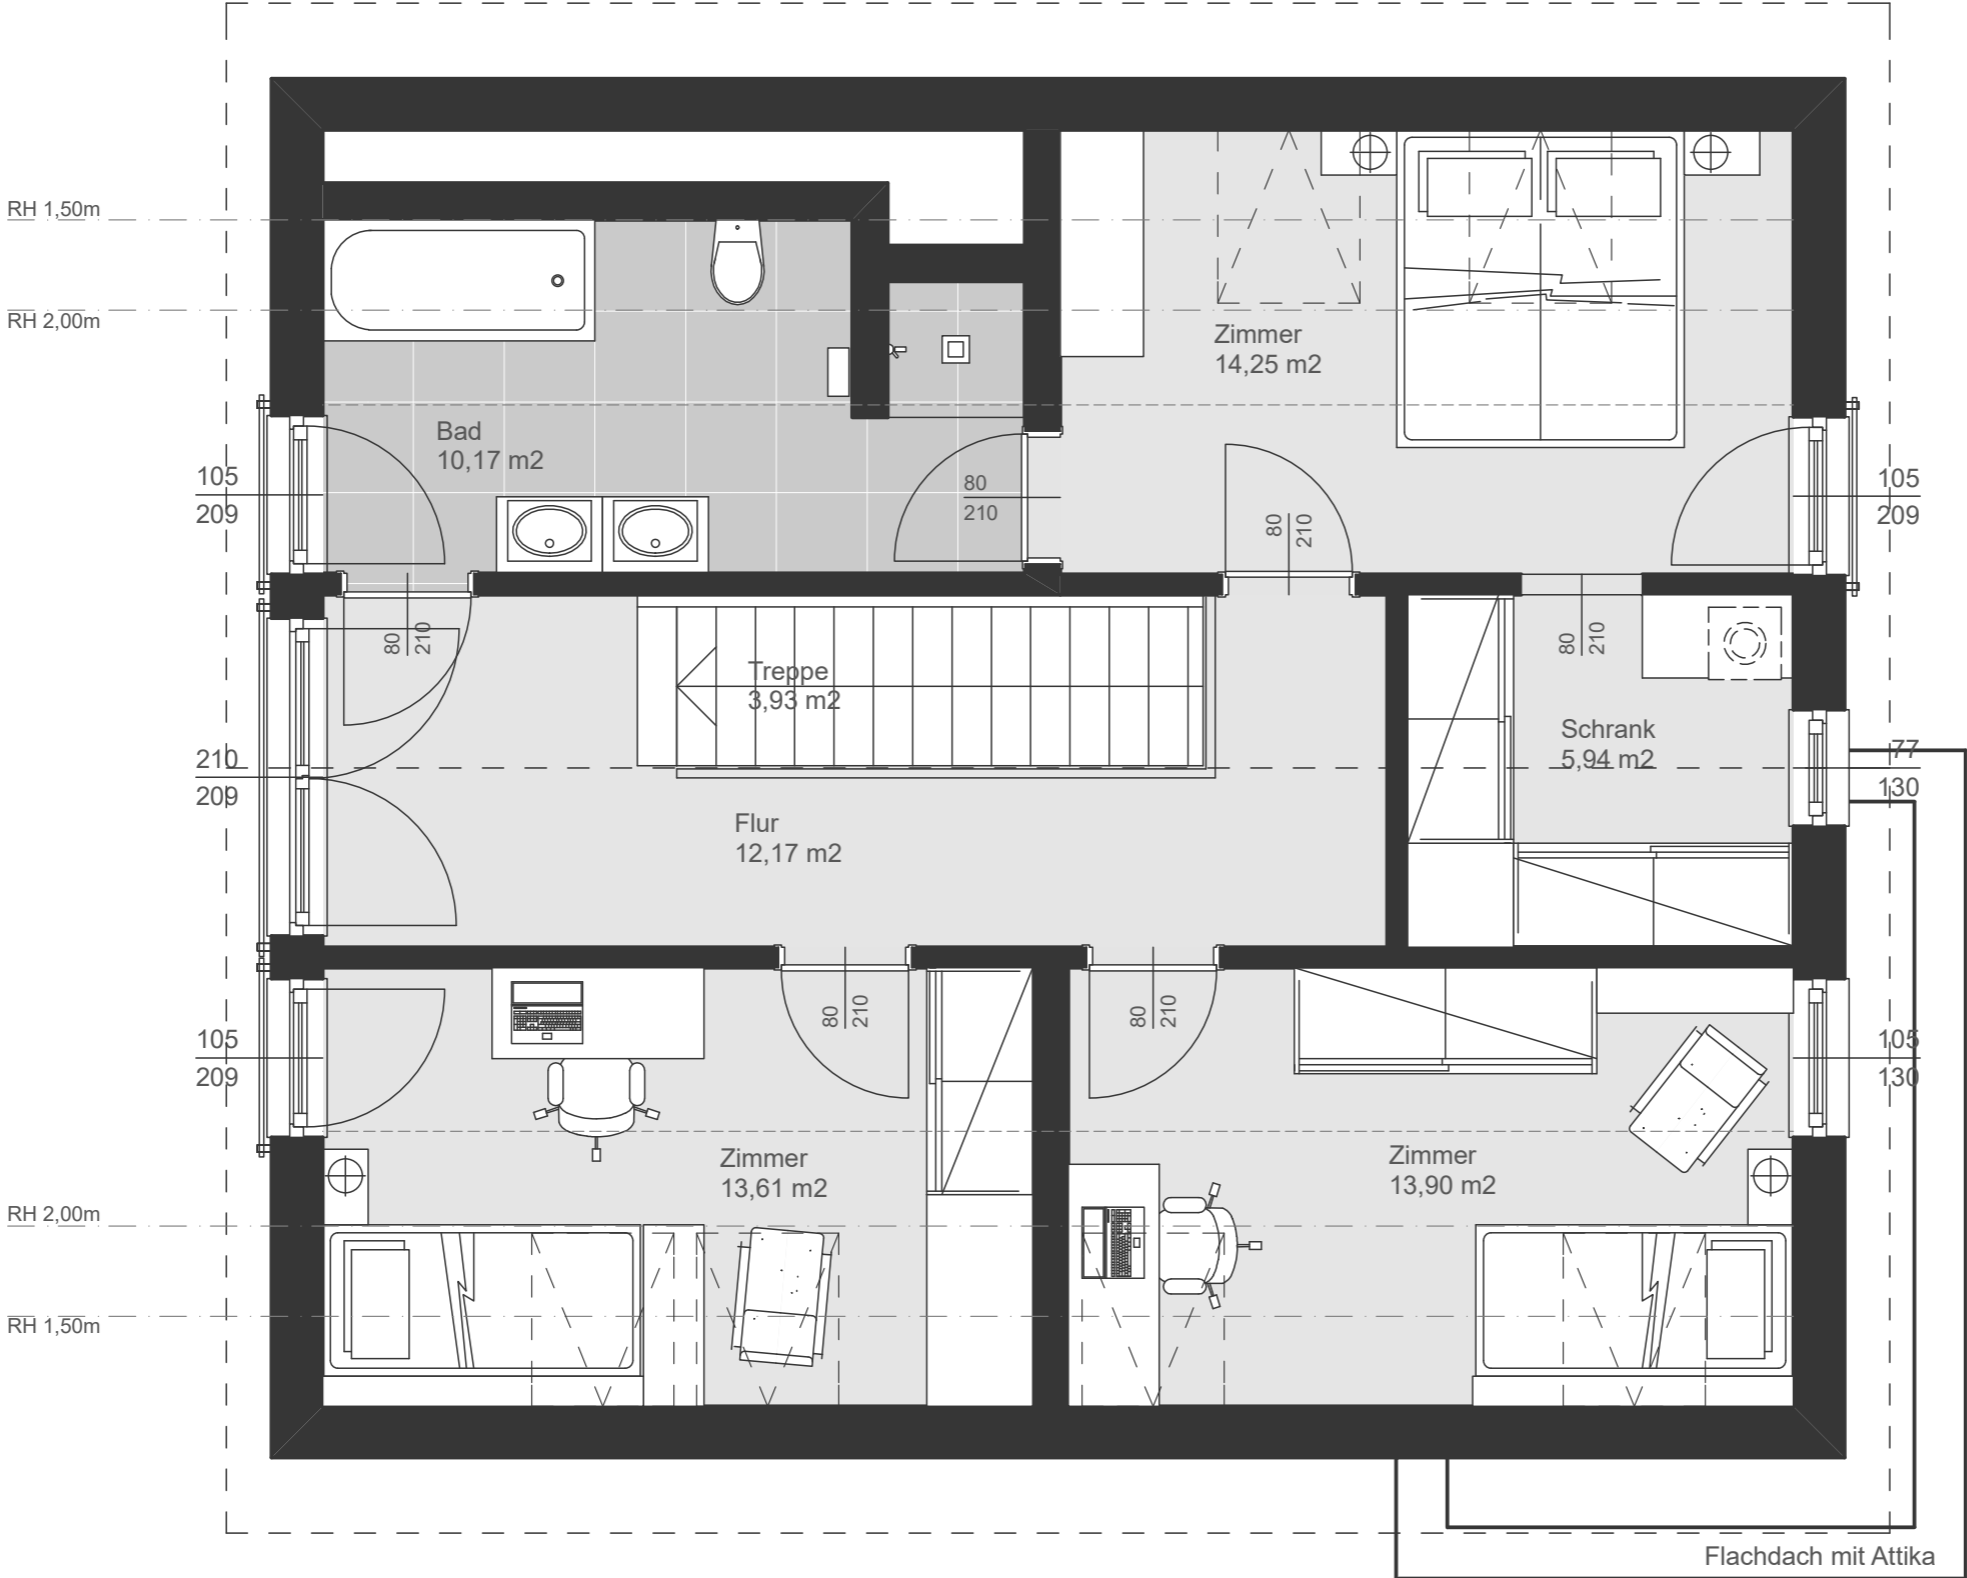 RH 1,50m
RH 2,00m
Zimmer
14,25 m2
Bad
10,17 m2
105
209
80
210
80
210
105
209
80
210
80
210
Treppe
3,93 m2
Schrank
5,94 m2
210
209
77
130
Flur
12,17 m2
80
210
80
210
105
209
105
130
Zimmer
13,61 m2
Zimmer
13,90 m2
RH 2,00m
RH 1,50m
Flachdach mit Attika